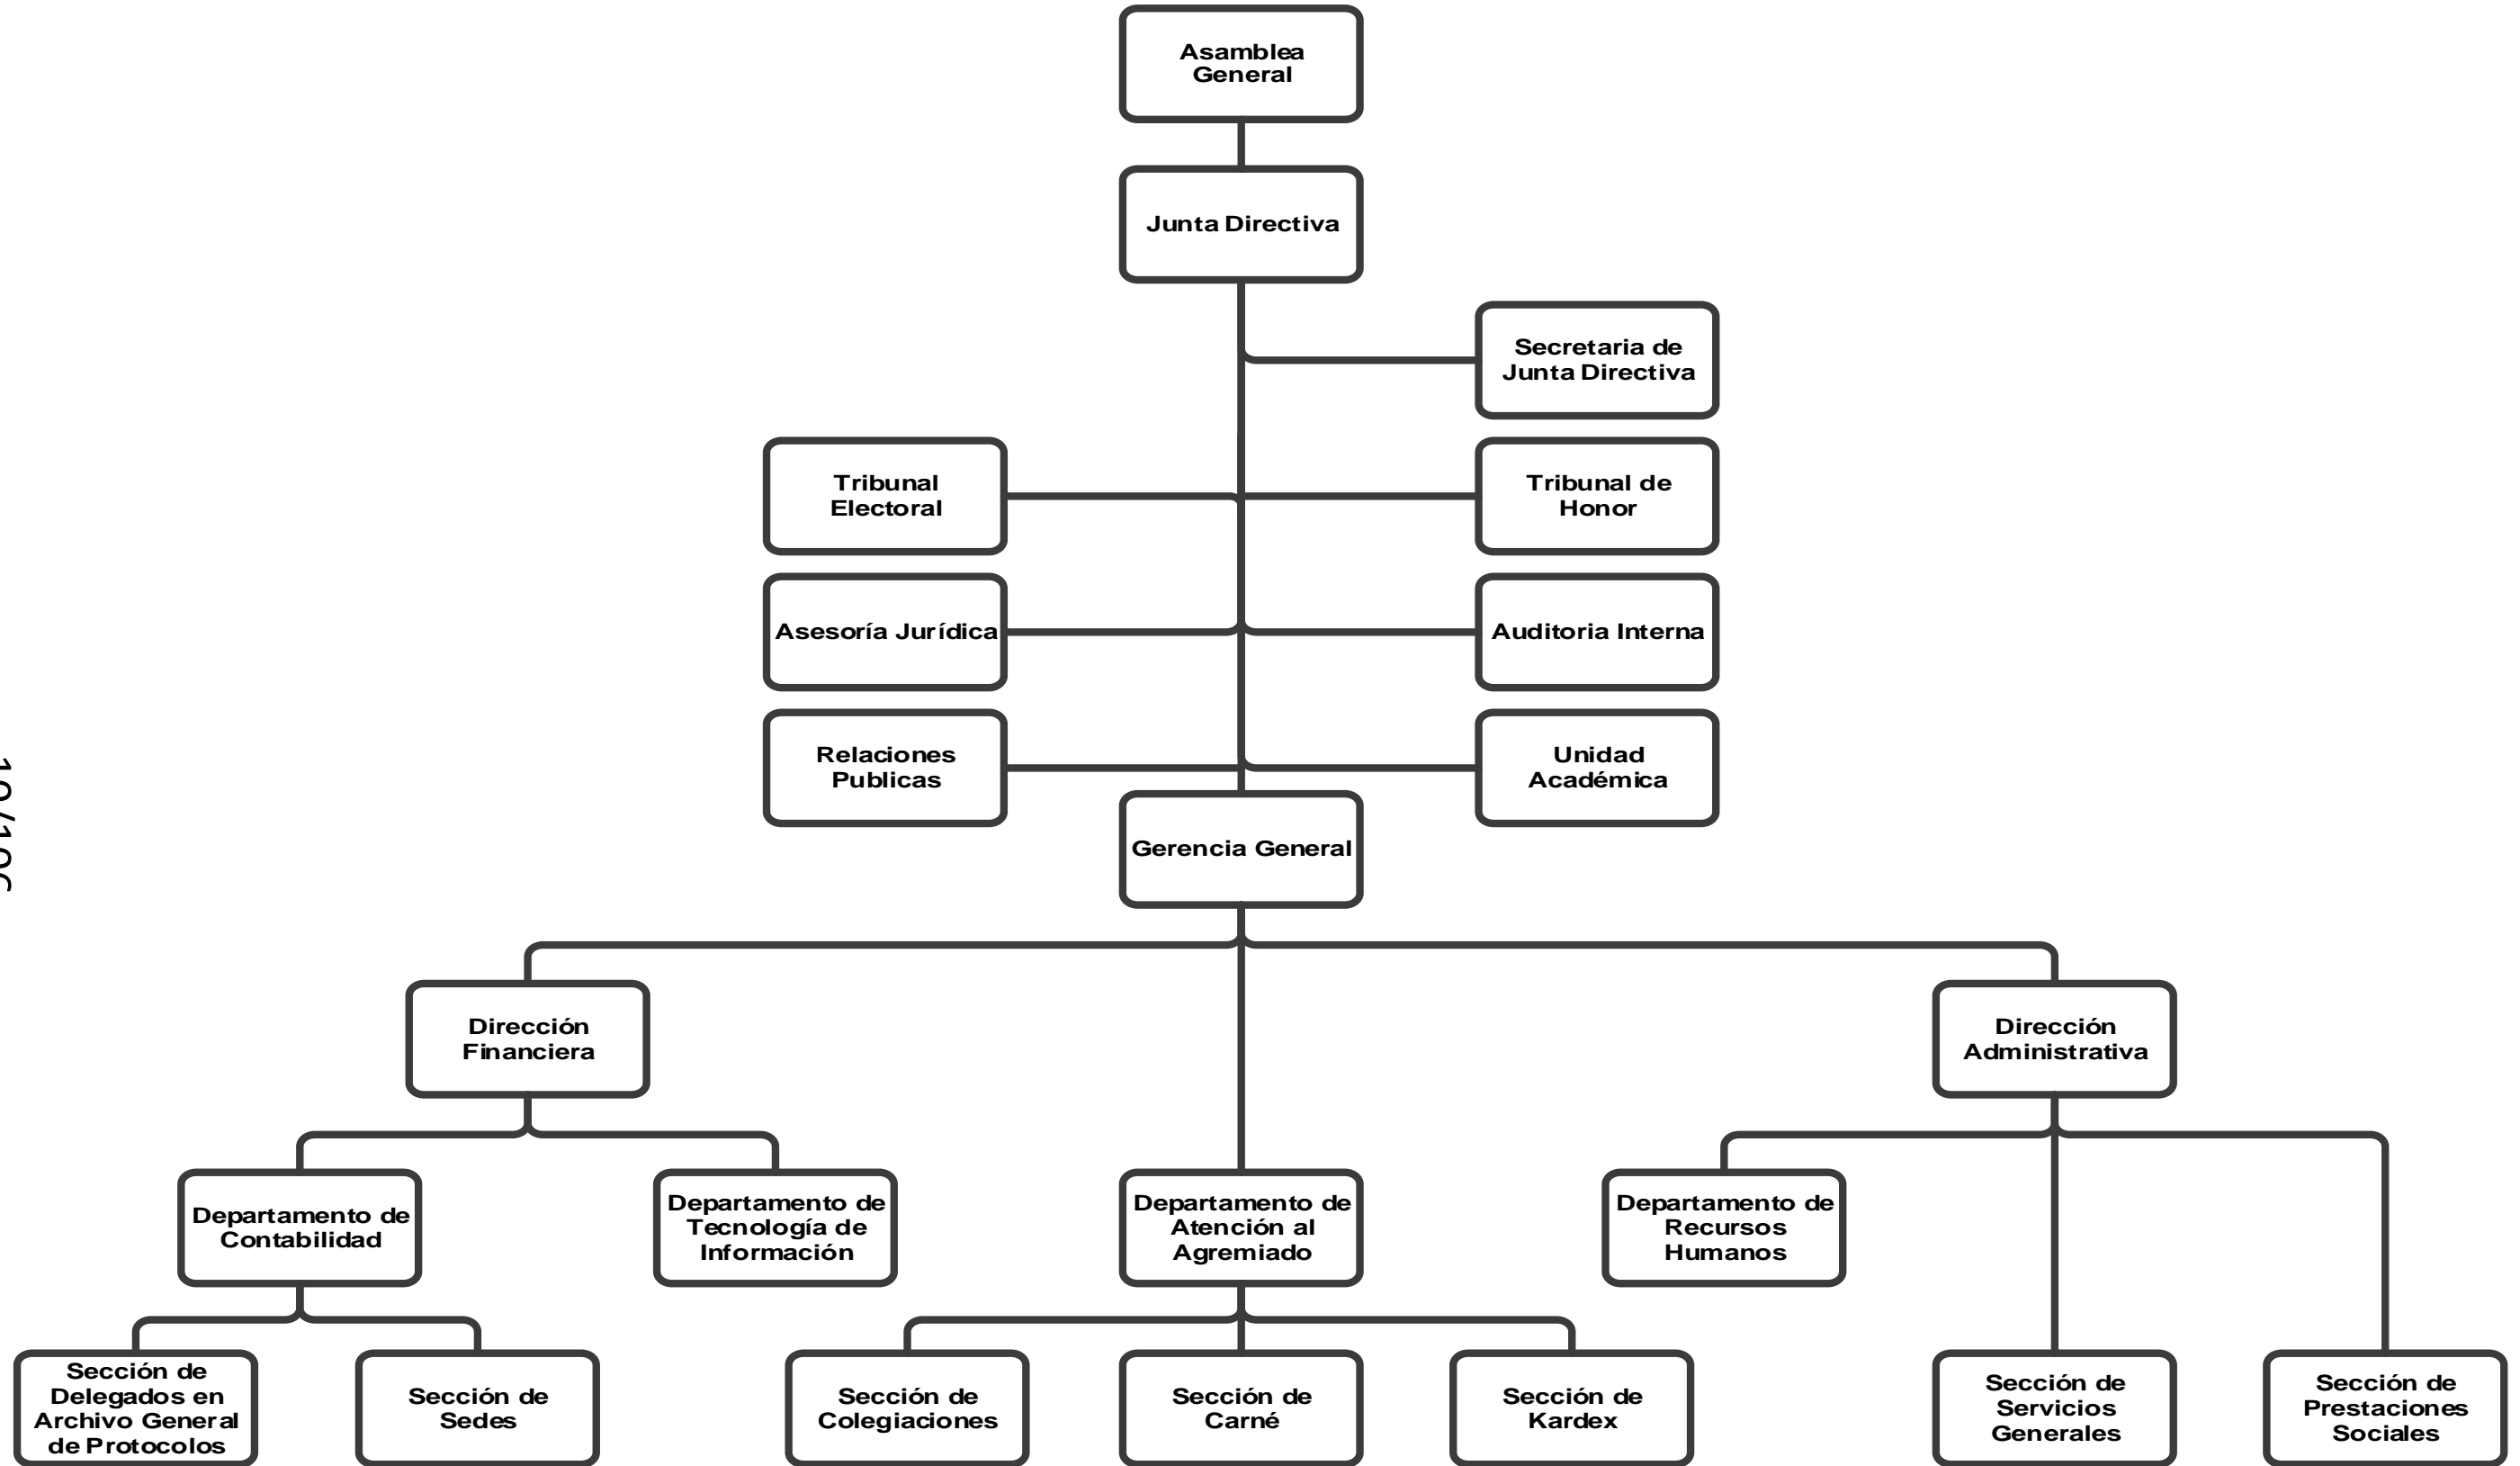 Asamblea
General
Junta Directiva
Secretaria de
Junta Directiva
Tribunal
Electoral
Tribunal de
Honor
Asesoría Jurídica
Auditoria Interna
Relaciones
Publicas
Unidad
Académica
Gerencia General
Dirección
Financiera
Dirección
Administrativa
Departamento de
Contabilidad
Departamento de
Tecnología de
Información
Departamento de
Atención al
Agremiado
Departamento de
Recursos
Humanos
Sección de
Delegados en
Archivo General
de Protocolos
Sección de
Sedes
Sección de
Colegiaciones
Sección de
Carné
Sección de
Kardex
Sección de
Servicios
Generales
Sección de
Prestaciones
Sociales